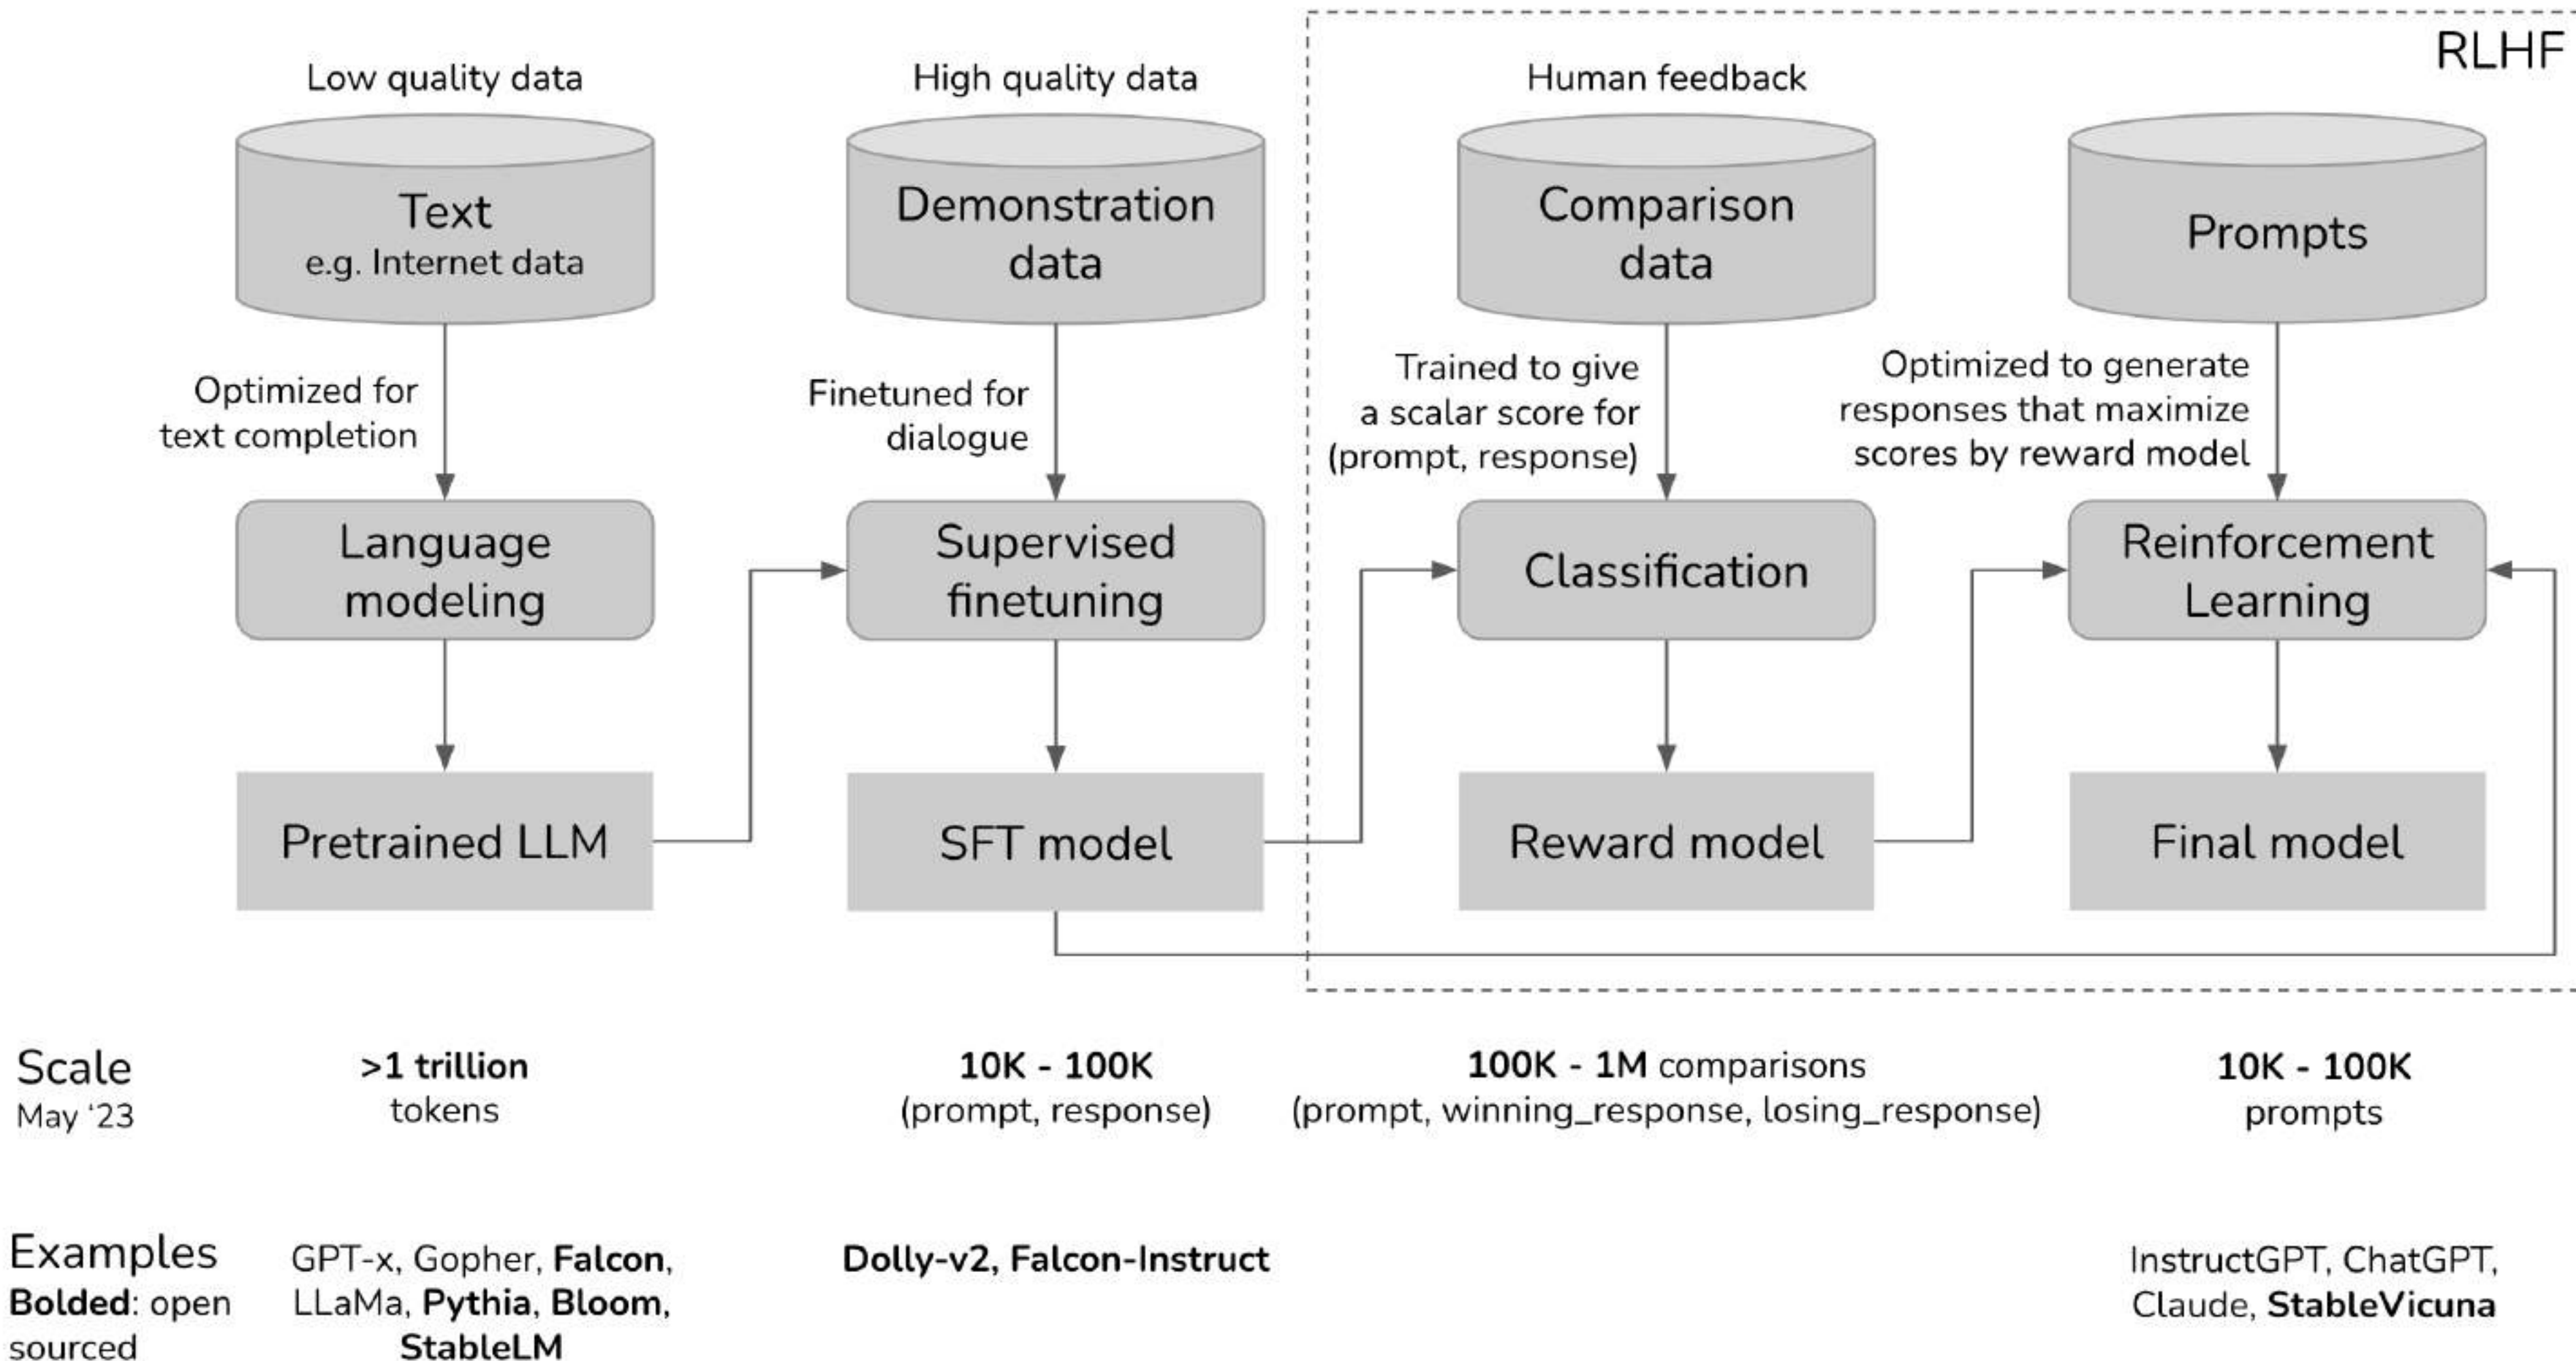 RLHF
Low quality data
High quality data
Human feedback
Text
e.g. Internet data
Demonstration
data
Comparison
data
Prompts
Optimized for
text completion
Finetuned for
dialogue
Trained to give
a scalar score for
(prompt, response)
Optimized to generate
responses that maximize
scores by reward model
Language
modeling
Supervised
finetuning
Classification
Reinforcement
Learning
Pretrained LLM
SFT model
Reward model
Final model
Scale
May ‘23
>1 trillion
tokens
10K - 100K
(prompt, response)
100K - 1M comparisons
(prompt, winning_response, losing_response)
10K - 100K
prompts
Examples
Bolded: open
sourced
GPT-x, Gopher, Falcon,
LLaMa, Pythia, Bloom,
StableLM
Dolly-v2, Falcon-Instruct
InstructGPT, ChatGPT,
Claude, StableVicuna